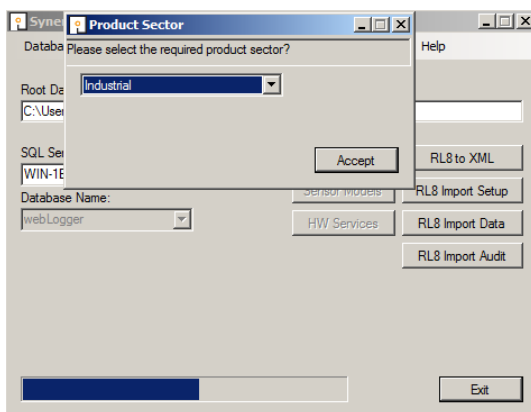 Syner
Product Sector
Databa
Help
Please select the required product sector?
Industrial
Root Da
C:\User
Accept
SQL Ser
RL8 to XML
WIN-1E
Sensor Models
RL8 Import Setup
Database Name:
webLogger
HW Services
RL8 Import Data
RL8 Import Audit
Exit